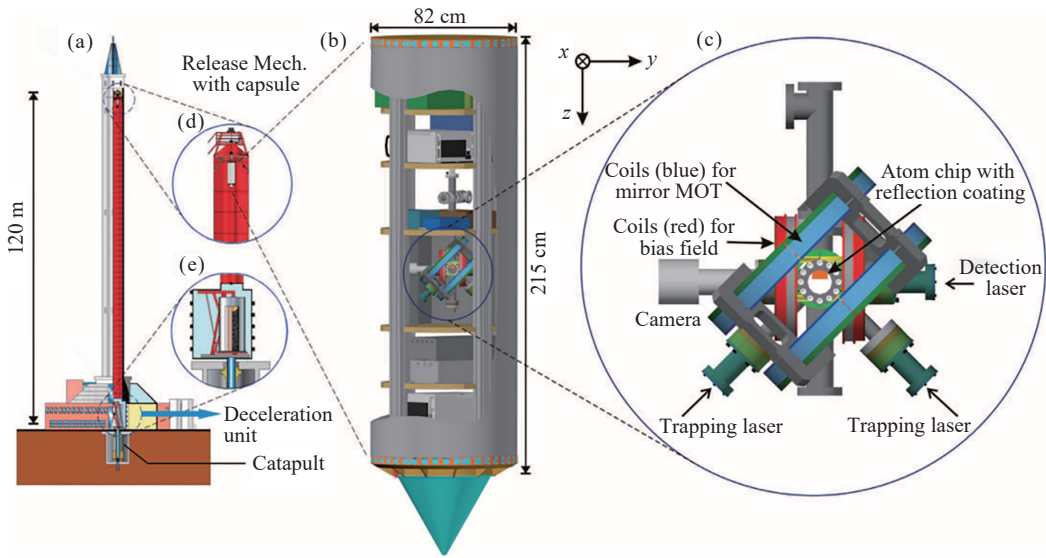 (a)
120 m
Release Mech.
with capsule
(d)
(e)
Deceleration
unit
Catapult
(b)
82 cm
215 cm
x
y
z
(c)
Coils (blue) for
mirror MOT
Atom chip with
reflection coating
Coils (red) for
bias field
Camera
Detection
laser
Trapping laser
Trapping laser